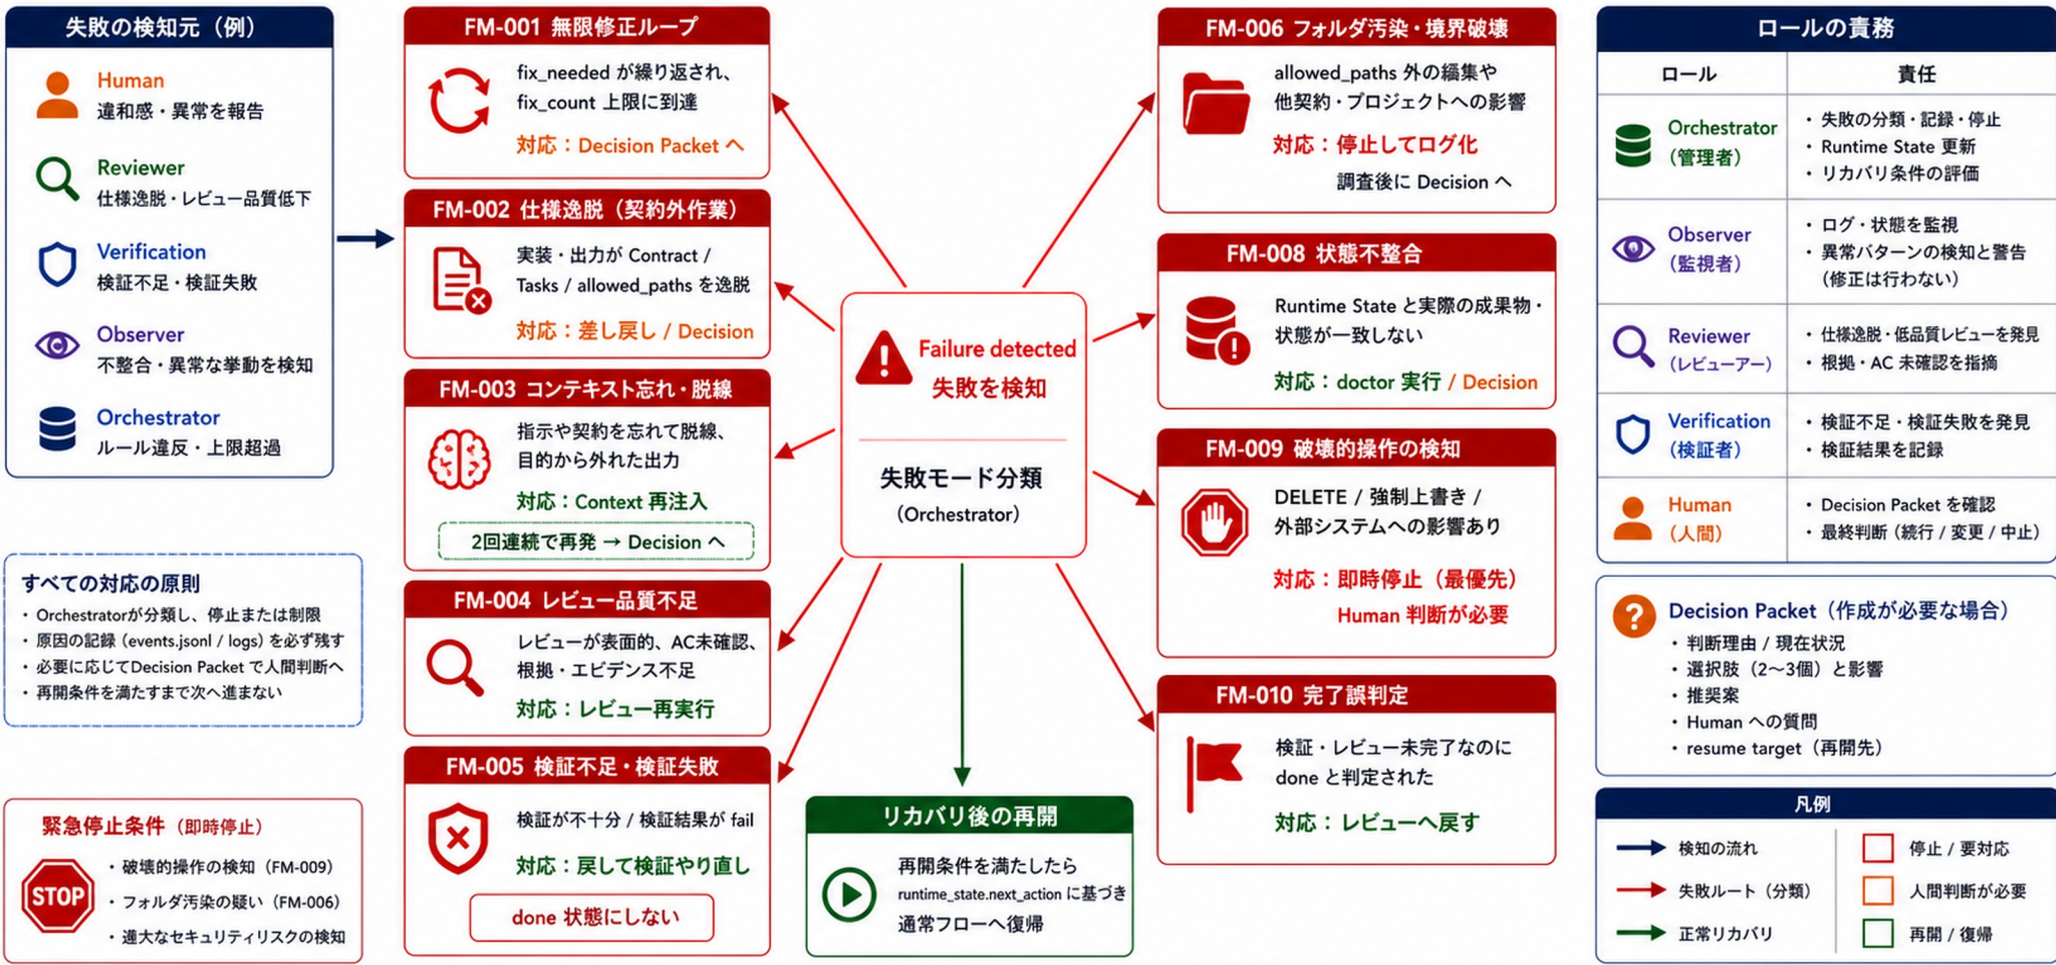 失敗の検知元（例）
Human
違和感・異常を報告
Reviewer
仕様逸脱・レビュー品質低下
Verification
検証不足・検証失敗
Observer
不整合・異常な挙動を検知
Orchestrator
ルール違反・上限超過
すべての対応の原則
・Orchestratorが分類し、停止または制限
・原因の記録（events.jsonl / logs）を必ず残す
・必要に応じてDecision Packet で人間判断へ
・再開条件を満たすまで次へ進まない
緊急停止条件（即時停止）
STOP
・破壊的操作の検知（FM-009）
・フォルダ汚染の疑い（FM-006）
・重大なセキュリティリスクの検知
FM-001 無限修正ループ
fix_needed が繰り返され、
fix_count 上限に到達
対応：Decision Packet へ
FM-002 仕様逸脱（契約外作業）
実装・出力が Contract /
Tasks / allowed_paths を逸脱
対応：差し戻し / Decision
FM-003 コンテキスト忘れ・脱線
指示や契約を忘れて脱線、
目的から外れた出力
対応：Context 再注入
2回連続で再発 → Decision へ
FM-004 レビュー品質不足
レビューが表面的、AC未確認、
根拠・エビデンス不足
対応：レビュー再実行
FM-005 検証不足・検証失敗
検証が不十分 / 検証結果が fail
対応：戻して検証やり直し
done 状態にしない
Failure detected
失敗を検知
失敗モード分類
（Orchestrator）
リカバリ後の再開
再開条件を満たしたら
runtime_state.next_action に基づき
通常フローへ復帰
FM-006 フォルダ汚染・境界破壊
allowed_paths 外の編集や
他契約・プロジェクトへの影響
対応：停止してログ化
調査後に Decision へ
FM-008 状態不整合
Runtime State と実際の成果物・
状態が一致しない
対応：doctor 実行 / Decision
FM-009 破壊的操作の検知
DELETE / 強制上書き /
外部システムへの影響あり
対応：即時停止（最優先）
Human 判断が必要
FM-010 完了誤判定
検証・レビュー未完了なのに
done と判定された
対応：レビューへ戻す
ロールの責務
ロール 責任
Orchestrator
（管理者）
・失敗の分類・記録・停止
・Runtime State 更新
・リカバリ条件の評価
Observer
（監視者）
・ログ・状態を監視
・異常パターンの検知と警告
（修正は行わない）
Reviewer
（レビューアー）
・仕様逸脱・低品質レビューを発見
・根拠・AC 未確認を指摘
Verification
（検証者）
・検証不足・検証失敗を発見
・検証結果を記録
Human
（人間）
・Decision Packet を確認
・最終判断（続行 / 変更 / 中止）
Decision Packet（作成が必要な場合）
・判断理由 / 現在状況
・選択肢（2〜3個）と影響
・推奨案
・Human への質問
・resume target（再開先）
凡例
検知の流れ
失敗ルート（分類）
正常リカバリ
停止 / 要対応
人間判断が必要
再開 / 復帰